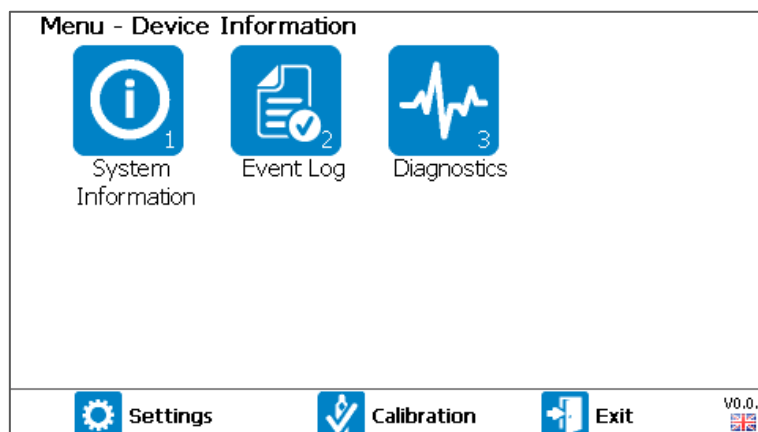 Menu - Device Information
1
2
3
System
Information
Event Log
Diagnostics
Settings
Calibration
Exit
V0.0.